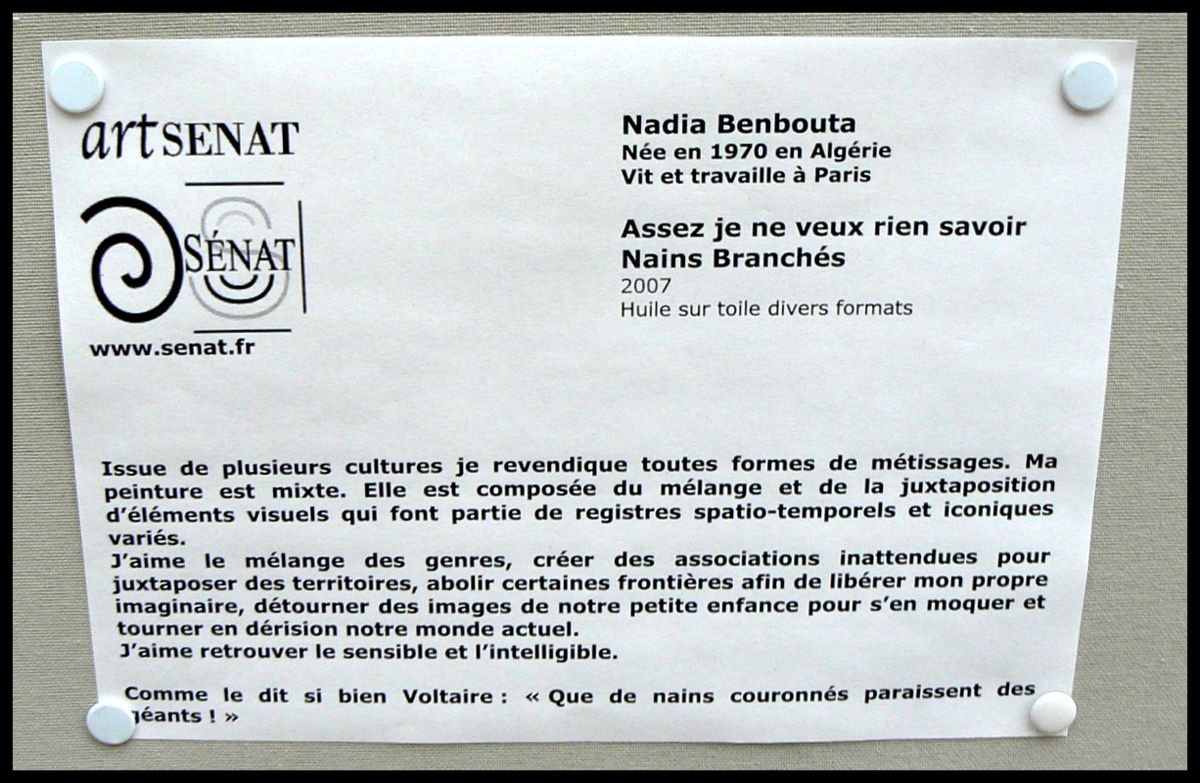 artSENAT
SÉNAT
www.senat.fr
Nadia Benbouta
Née en 1970 en Algérie
Vit et travaille à Paris
Assez je ne veux rien savoir
Nains Branchés
2007
Huile sur toile divers formats
Issue de plusieurs cultures je revendique toutes formes de métissages. Ma
peinture est mixte. Elle est composée du mélange et de la juxtaposition
d'éléments visuels qui font partie de registres spatio-temporels et iconiques
variés.
J'aime le mélange des genres, créer des associations inattendues pour
juxtaposer des territoires, abolir certaines frontières afin de libérer mon propre
imaginaire, détourner des images de notre petite enfance pour s'en moquer et
tourner en dérision notre monde actuel.
J'aime retrouver le sensible et l'intelligible.
Comme le dit si bien Voltaire : « Que de nains couronnés paraissent des
géants ! »